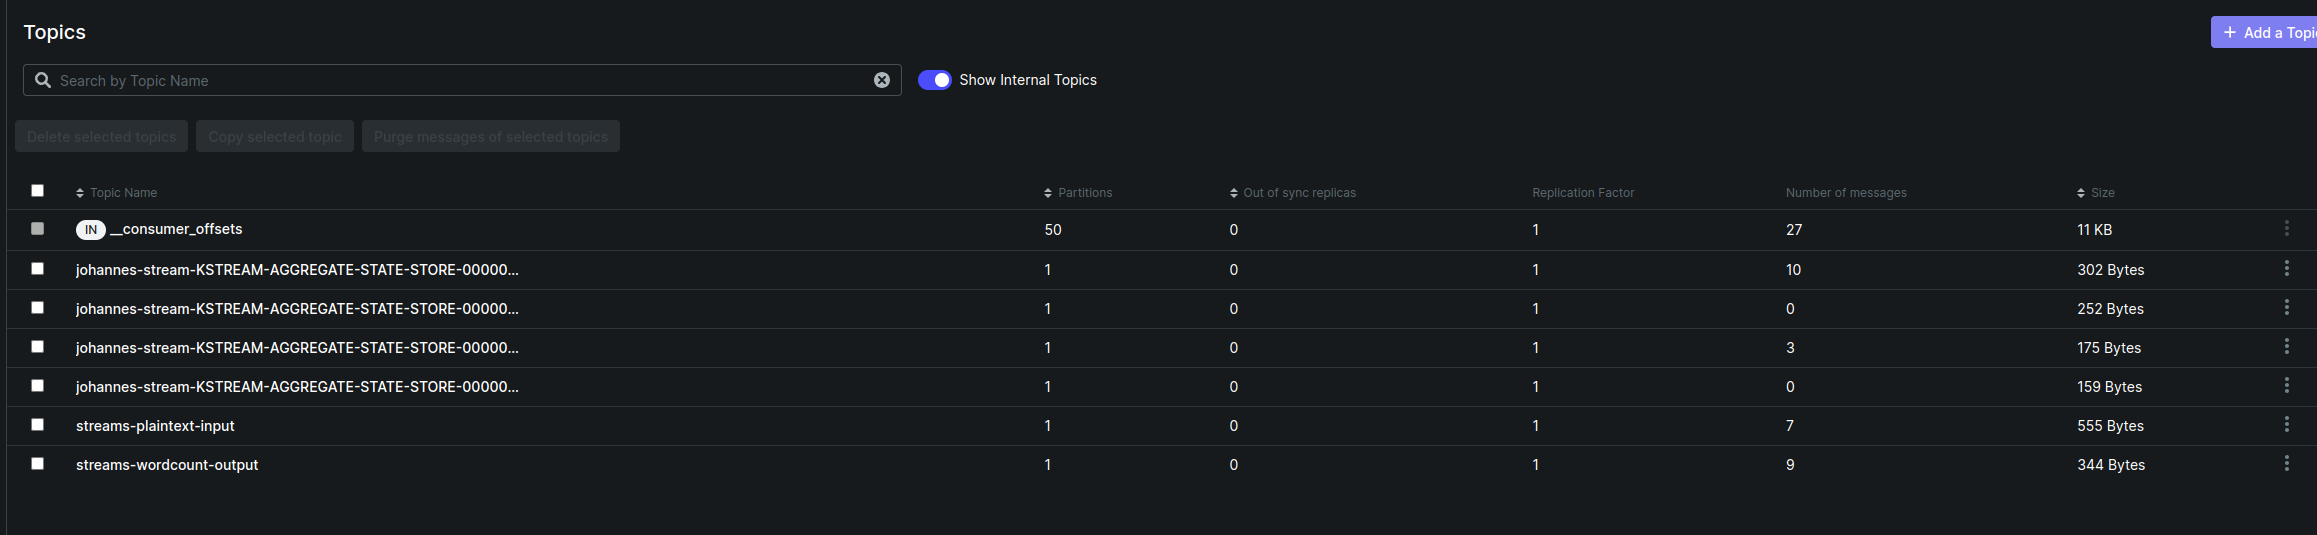 Topics
+ Add a Topi
Search by Topic Name
Show Internal Topics
Delete selected topics Copy selected topic Purge messages of selected topics
Topic Name Partitions Out of sync replicas Replication Factor Number of messages Size
IN __consumer_offsets 50 0 1 27 11 KB
johannes-stream-KSTREAM-AGGREGATE-STATE-STORE-00000... 1 0 1 10 302 Bytes
johannes-stream-KSTREAM-AGGREGATE-STATE-STORE-00000... 1 0 1 0 252 Bytes
johannes-stream-KSTREAM-AGGREGATE-STATE-STORE-00000... 1 0 1 3 175 Bytes
johannes-stream-KSTREAM-AGGREGATE-STATE-STORE-00000... 1 0 1 0 159 Bytes
streams-plaintext-input 1 0 1 7 555 Bytes
streams-wordcount-output 1 0 1 9 344 Bytes